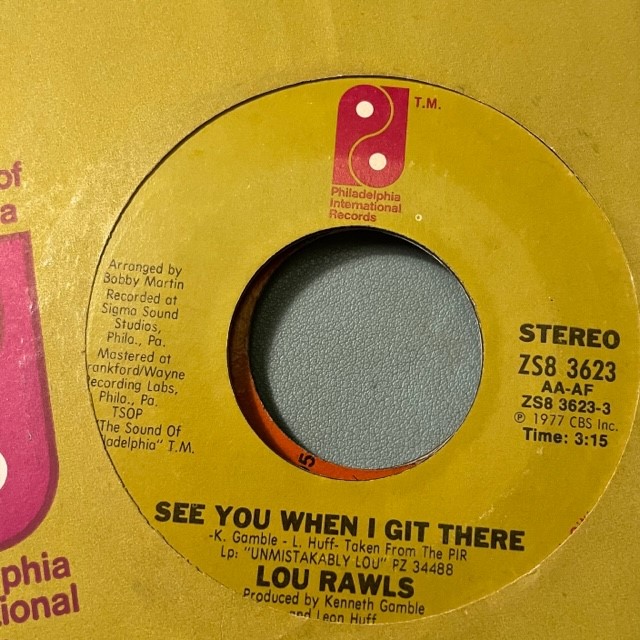 of
a
T.M.
Philadelphia
International
Records
Arranged by
Bobby Martin
Recorded at
Sigma Sound
Studios,
Phila., Pa.
Mastered at
rankford/Wayne
ecording Labs,
Phila., Pa.
TSOP
"The Sound Of
ladelphia" T.M.
STEREO
ZS8 3623
AA-AF
ZS8 3623-3
℗ 1977 CBS Inc.
Time: 3:15
SEE YOU WHEN I GIT THERE
-K. Gamble - L. Huff- Taken From The PIR
Lp: "UNMISTAKABLY LOU" PZ 34488
LOU RAWLS
Produced by Kenneth Gamble
and Leon Huff
phia
ional